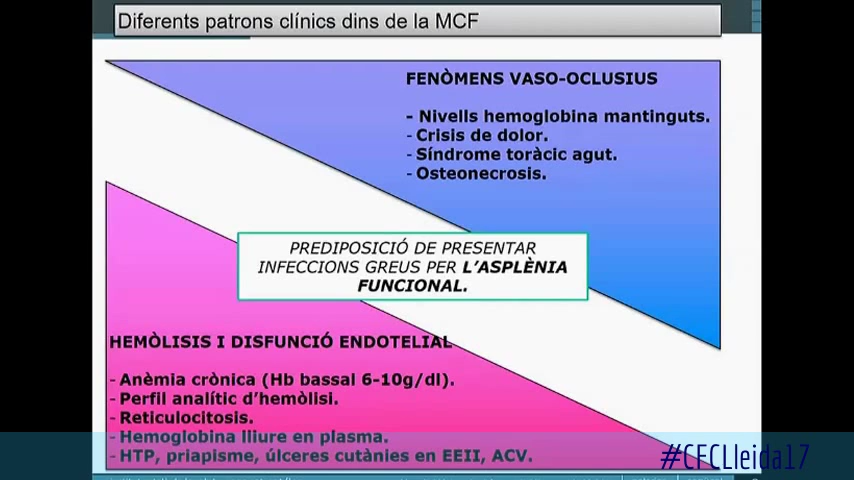 Diferents patrons clínics dins de la MCF
FENÒMENS VASO-OCLUSIUS
- Nivells hemoglobina mantinguts.
- Crisis de dolor.
- Síndrome toràcic agut.
- Osteonecrosis.
PREDIPOSICIÓ DE PRESENTAR
INFECCIONS GREUS PER L'ASPLÈNIA
FUNCIONAL.
HEMÒLISIS I DISFUNCIÓ ENDOTELIAL
- Anèmia crònica (Hb bassal 6-10g/dl).
- Perfil analític d'hemòlisi.
- Reticulocitosis.
- Hemoglobina lliure en plasma.
- HTP, priapisme, úlceres cutànies en EEII, ACV.
#CFCLleida17